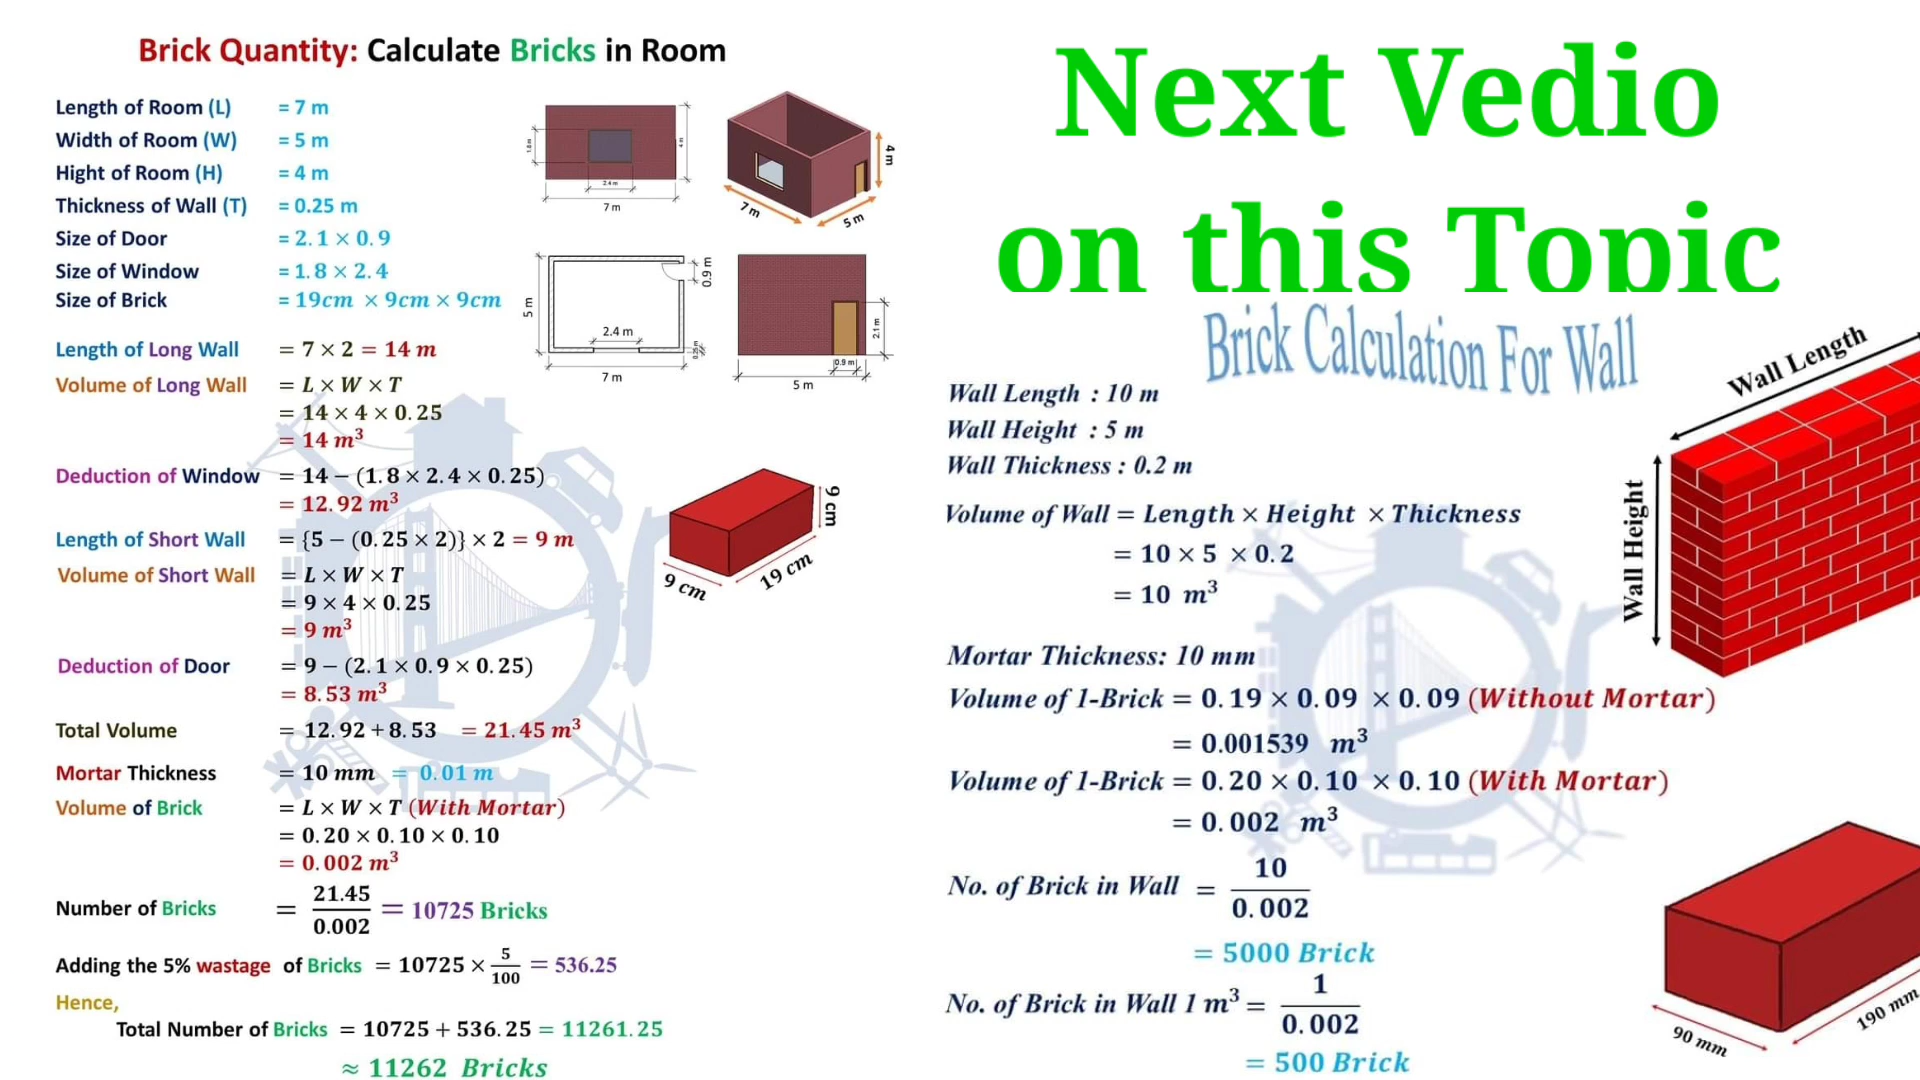 Brick Quantity: Calculate Bricks in Room
Length of Room (L) = 7 m
Width of Room (W) = 5 m
Hight of Room (H) = 4 m
Thickness of Wall (T) = 0.25 m
Size of Door = 2.1 × 0.9
Size of Window = 1.8 × 2.4
Size of Brick = 19cm × 9cm × 9cm
1.8 m
4 m
2.4 m
7 m
4 m
7 m
5 m
5 m
0.9 m
2.4 m
0.25 m
7 m
2.1 m
0.9 m
5 m
Length of Long Wall = 7 × 2 = 14 m
Volume of Long Wall = L × W × T
= 14 × 4 × 0.25
= 14 m³
Deduction of Window = 14 − (1.8 × 2.4 × 0.25)
= 12.92 m³
Length of Short Wall = {5 − (0.25 × 2)} × 2 = 9 m
Volume of Short Wall = L × W × T
= 9 × 4 × 0.25
= 9 m³
Deduction of Door = 9 − (2.1 × 0.9 × 0.25)
= 8.53 m³
9 cm
19 cm
9 cm
Total Volume = 12.92 + 8.53 = 21.45 m³
Mortar Thickness = 10 mm = 0.01 m
Volume of Brick = L × W × T (With Mortar)
= 0.20 × 0.10 × 0.10
= 0.002 m³
Number of Bricks = 21.45 / 0.002 = 10725 Bricks
Adding the 5% wastage of Bricks = 10725 × 5/100 = 536.25
Hence,
Total Number of Bricks = 10725 + 536.25 = 11261.25
≈ 11262 Bricks
Next Vedio
on this Topic
Brick Calculation For Wall
Wall Length : 10 m
Wall Height : 5 m
Wall Thickness : 0.2 m
Volume of Wall = Length × Height × Thickness
= 10 × 5 × 0.2
= 10 m³
Wall Length
Wall Height
Mortar Thickness: 10 mm
Volume of 1-Brick = 0.19 × 0.09 × 0.09 (Without Mortar)
= 0.001539 m³
Volume of 1-Brick = 0.20 × 0.10 × 0.10 (With Mortar)
= 0.002 m³
No. of Brick in Wall = 10 / 0.002
= 5000 Brick
No. of Brick in Wall 1 m³ = 1 / 0.002
= 500 Brick
90 mm
190 mm